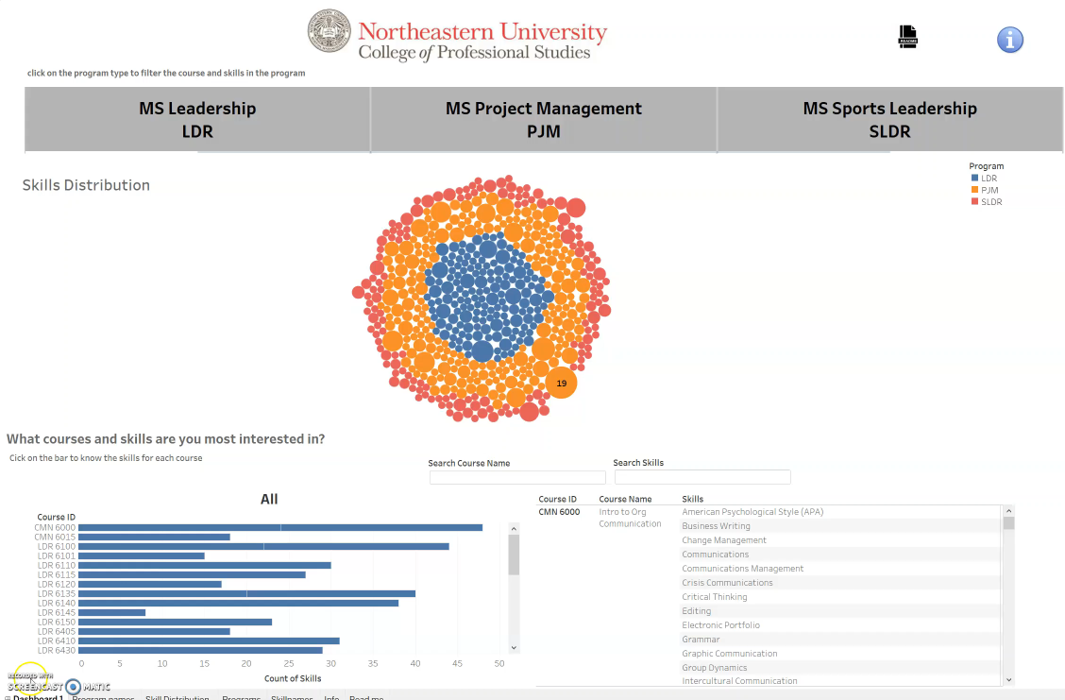 Northeastern University
College of Professional Studies
click on the program type to filter the course and skills in the program
MS Leadership
LDR
MS Project Management
PJM
MS Sports Leadership
SLDR
Skills Distribution
Program
LDR
PJM
SLDR
19
What courses and skills are you most interested in?
Cick on the bar to know the skills for each course
Search Course Name
Search Skills
All
Course ID
CMN 6000
CMN 6015
LDR 6100
LDR 6101
LDR 6110
LDR 6115
LDR 6120
LDR 6135
LDR 6140
LDR 6145
LDR 6150
LDR 6405
LDR 6410
LDR 6430
0 5 10 15 20 25 30 35 40 45 50
Count of Skills
Course ID Course Name Skills
CMN 6000 Intro to Org American Psychological Style (APA)
Communication Business Writing
Change Management
Communications
Communications Management
Crisis Communications
Critical Thinking
Editing
Electronic Portfolio
Grammar
Graphic Communication
Group Dynamics
Intercultural Communication
RECORDED WITH
SCREENCAST MATIC
Dashboard 1 Program names Skill Distribution Programs Skillnames Info Read me